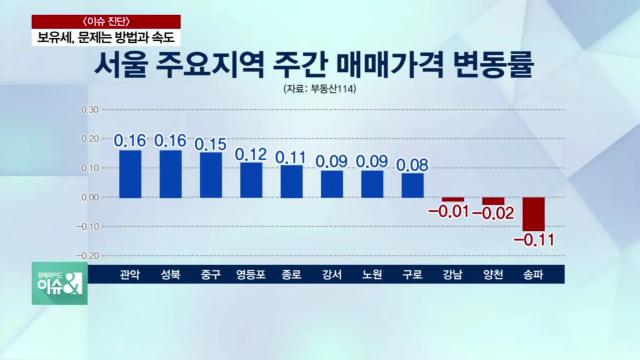 <이슈 진단>
보유세, 문제는 방법과 속도
서울 주요지역 주간 매매가격 변동률
(자료: 부동산114)
0.30
0.20
0.10
0.00
-0.10
-0.20
0.16 0.16 0.15 0.12 0.11 0.09 0.09 0.08 -0.01 -0.02 -0.11
관악 성북 중구 영등포 종로 강서 노원 구로 강남 양천 송파
경제와이드
이슈&